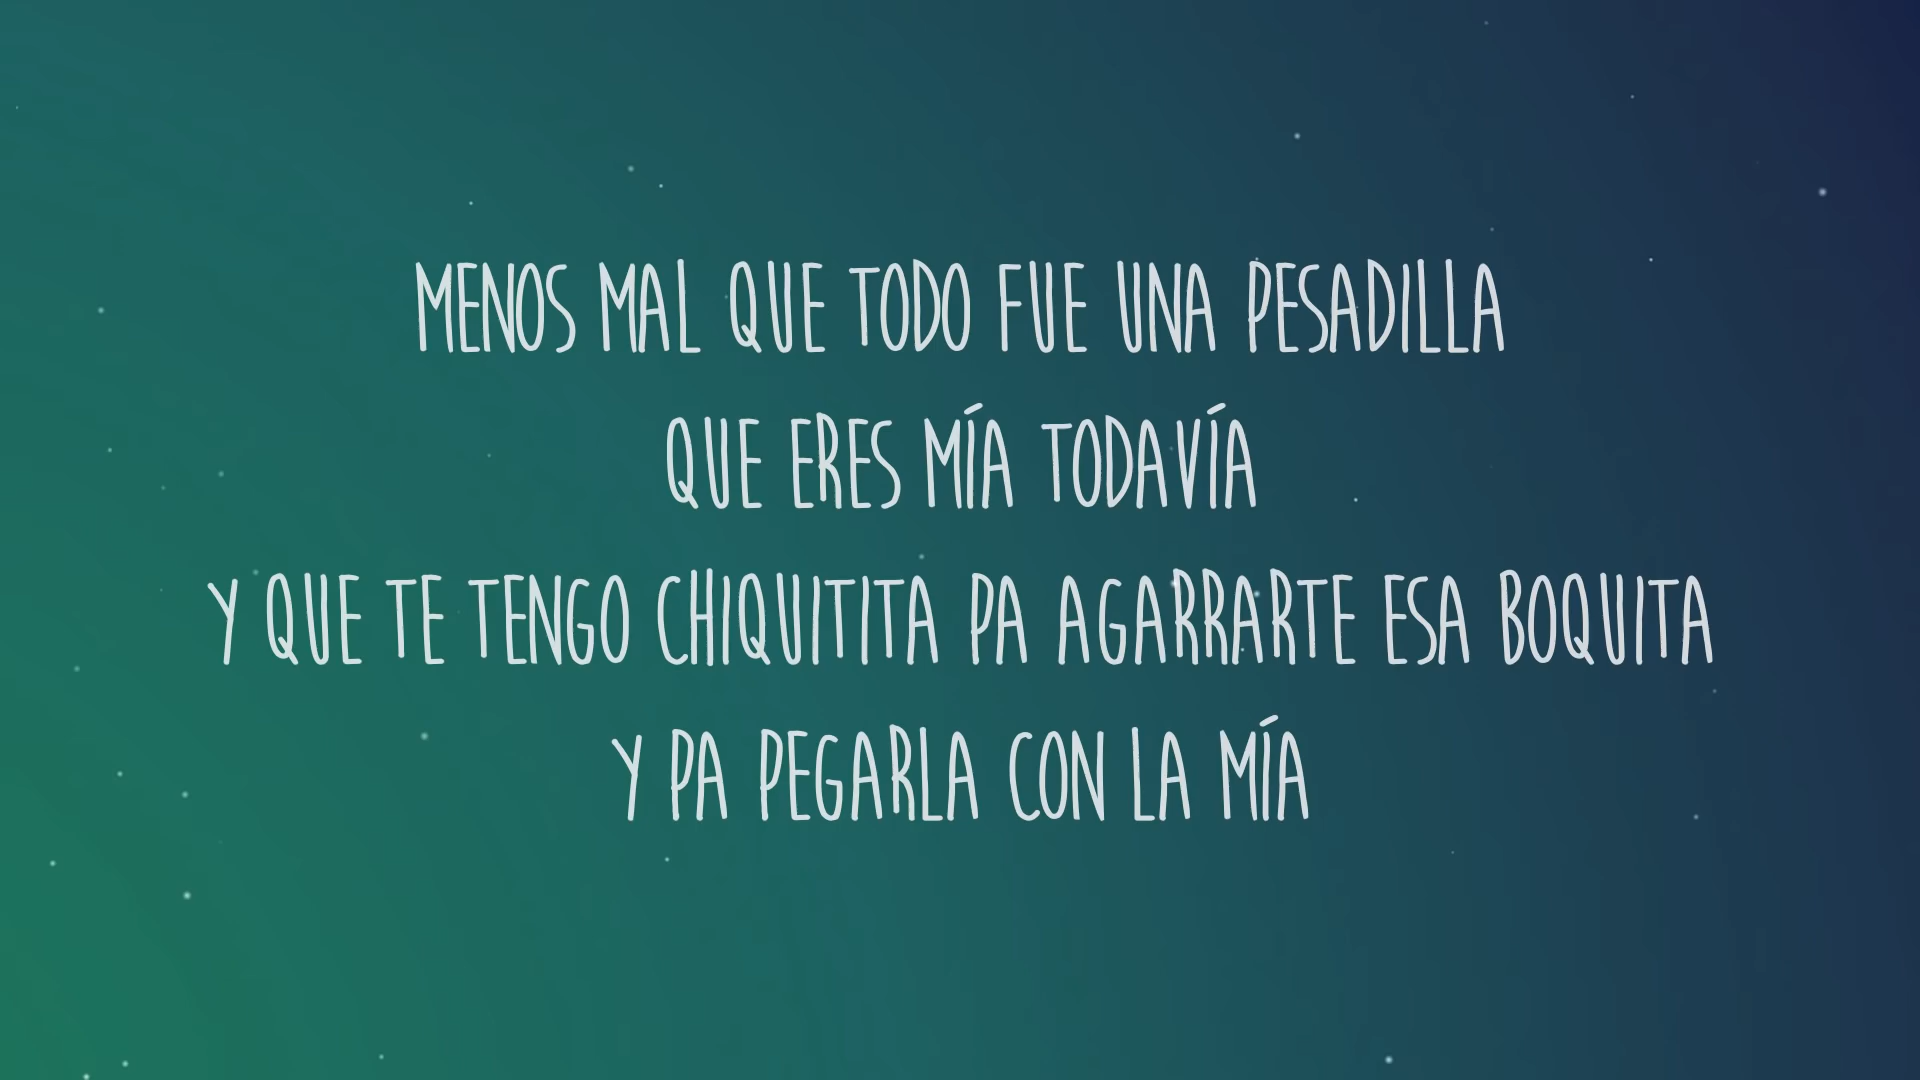 MENOS MAL QUE TODO FUE UNA PESADILLA
QUE ERES MÍA TODAVÍA
Y QUE TE TENGO CHIQUITITA PA AGARRARTE ESA BOQUITA
Y PA PEGARLA CON LA MÍA